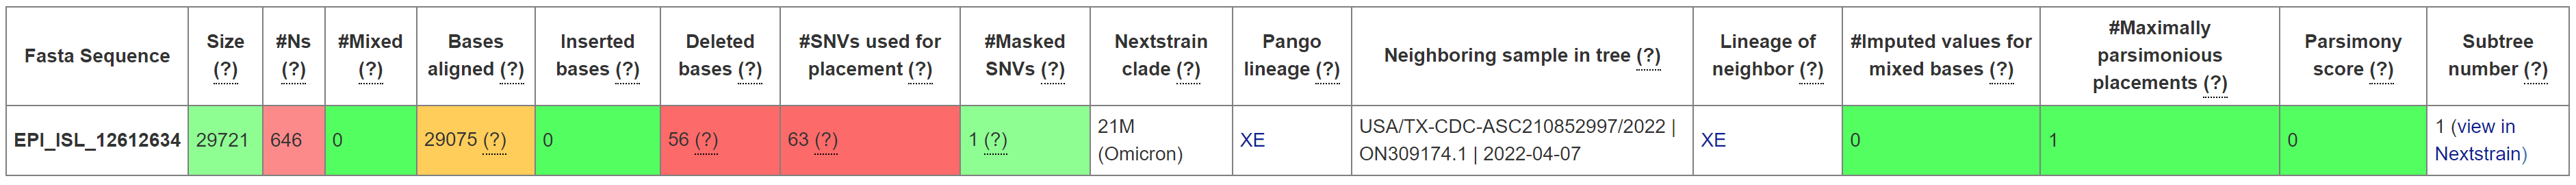 Fasta Sequence
Size
(?)
#Ns
(?)
#Mixed
(?)
Bases
aligned (?)
Inserted
bases (?)
Deleted
bases (?)
#SNVs used for
placement (?)
#Masked
SNVs (?)
Nextstrain
clade (?)
Pango
lineage (?)
Neighboring sample in tree (?)
Lineage of
neighbor (?)
#Imputed values for
mixed bases (?)
#Maximally
parsimonious
placements (?)
Parsimony
score (?)
Subtree
number (?)
EPI_ISL_12612634
29721
646
0
29075 (?)
0
56 (?)
63 (?)
1 (?)
21M
(Omicron)
XE
USA/TX-CDC-ASC210852997/2022 |
ON309174.1 | 2022-04-07
XE
0
1
0
1 (view in
Nextstrain)